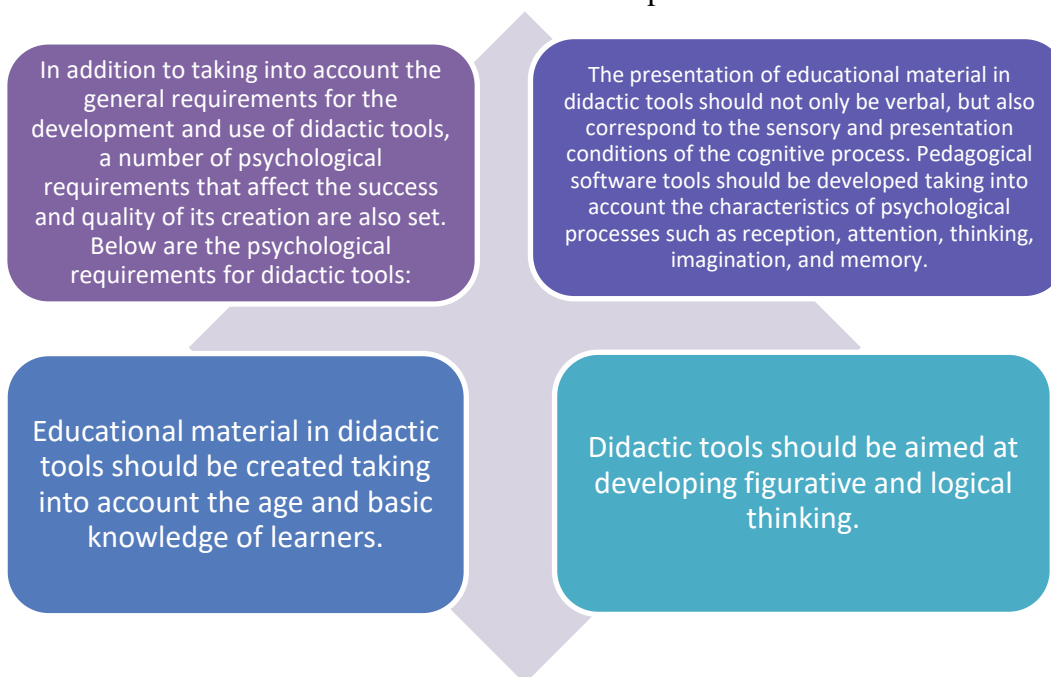 In addition to taking into account the
general requirements for the
development and use of didactic tools,
a number of psychological
requirements that affect the success
and quality of its creation are also set.
Below are the psychological
requirements for didactic tools:
The presentation of educational material in
didactic tools should not only be verbal, but also
correspond to the sensory and presentation
conditions of the cognitive process. Pedagogical
software tools should be developed taking into
account the characteristics of psychological
processes such as reception, attention, thinking,
imagination, and memory.
Educational material in didactic
tools should be created taking
into account the age and basic
knowledge of learners.
Didactic tools should be aimed at
developing figurative and logical
thinking.